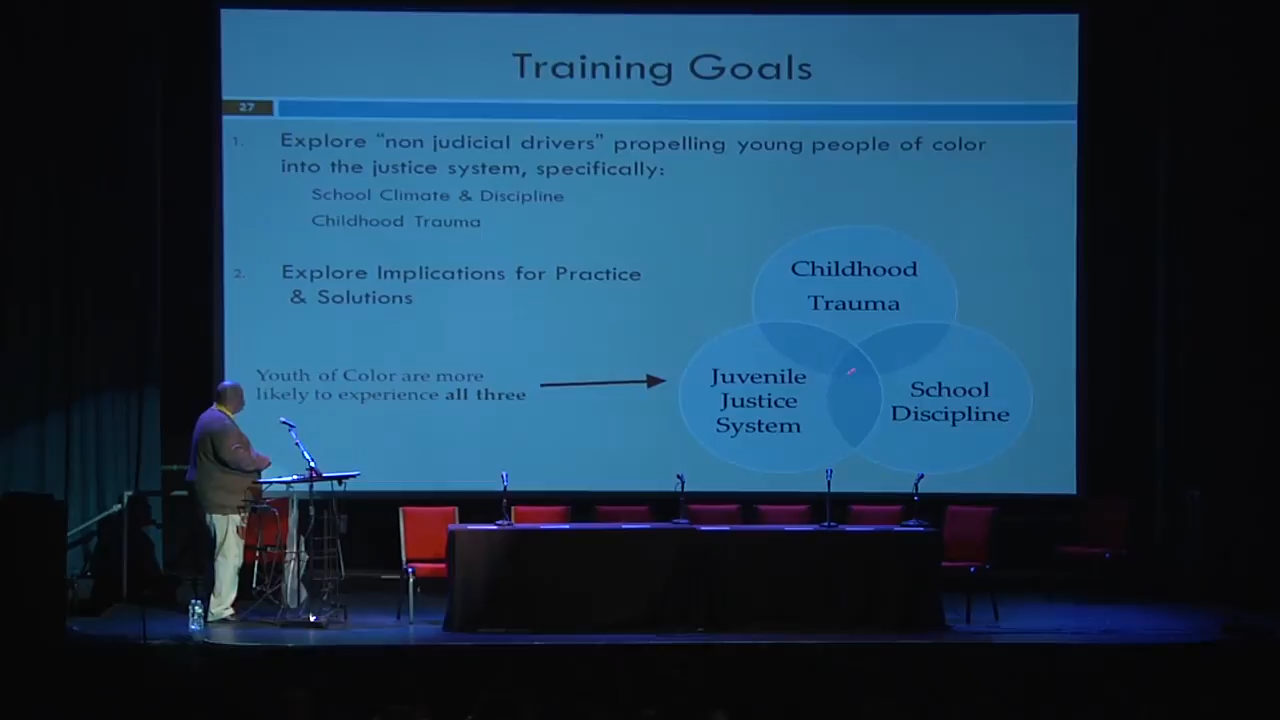 Training Goals
27
1. Explore “non judicial drivers” propelling young people of color
into the justice system, specifically:
School Climate & Discipline
Childhood Trauma
2. Explore Implications for Practice
& Solutions
Youth of Color are more
likely to experience all three
Childhood
Trauma
Juvenile
Justice
System
School
Discipline